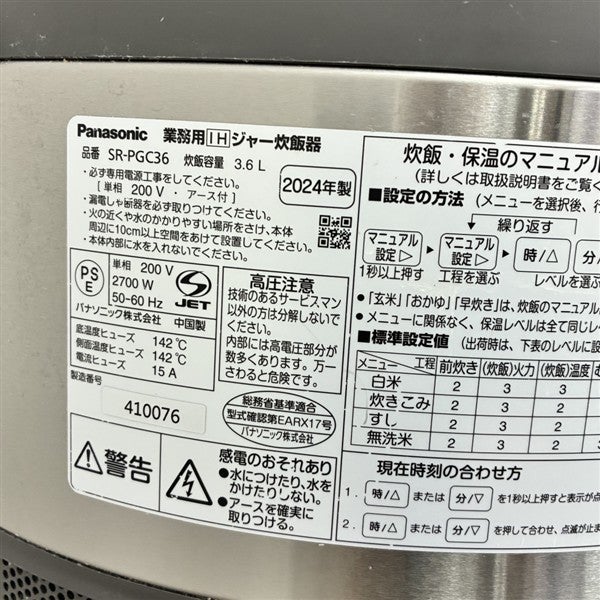 Panasonic 業務用IHジャー炊飯器
品番 SR-PGC36 炊飯容量 3.6 L
・必ず専用電源工事をしてください。
[単相 200 V ・ アース付]
・漏電しゃ断器を必ず取り付けてください。
・火の近くや水のかかりやすい場所をさけ、本体
周辺に10cm以上空間をあけて設置してください。
・本体内部に水を入れないでください。
2024年製
PS
E
単相 200 V
2700 W
50-60 Hz
JET
パナソニック株式会社 中国製
底温度ヒューズ 142℃
側面温度ヒューズ 142℃
電流ヒューズ 15 A
製造番号
410076
高圧注意
技術のあるサービスマン
以外の方は分解しないで
ください。
内部には高電圧部分が
数多くあります。万一
さわると危険です。
総務省基準適合
型式確認第EARX17号
パナソニック株式会社
警告
感電のおそれあり
●水につけたり、水を
かけたりしない。
●アースを確実に
取りつける。
炊飯・保温のマニュアル
(詳しくは取扱説明書をご覧く
■設定の方法 (メニューを選択後、行
繰り返す
マニュアル
設定 ▷
マニュアル
設定 ▷
時/△
分/
1秒以上押す 工程を選ぶ レベルを選ぶ
•「玄米」「おかゆ」「早炊き」は、炊飯のマニュアル
• メニューに関係なく、保温レベルは全て同じレ
■標準設定値 (出荷時は、下表のレベルに設
メニュー 工程 前炊き (炊飯)火力 (炊飯)温度
白米 2 3 3
炊きこみ 2 3 2
すし 2 3 3
無洗米 2 2 3
現在時刻の合わせ方
1. 時/△ または 分/▽ を1秒以上押すと表示が点
2. 時/△ または 分/▽ を押して合わせ、点滅が止ま